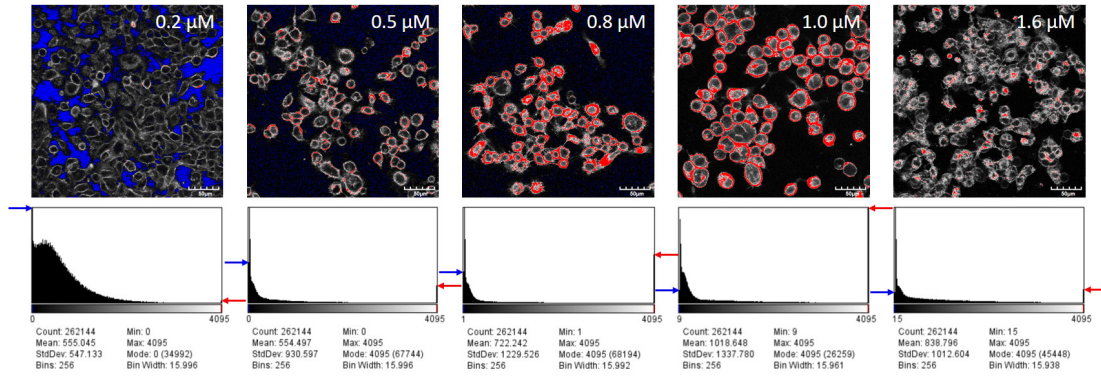 0.2 μM 0.5 μM 0.8 μM 1.0 μM 1.6 μM
50μm 50μm 50μm 50μm 50μm
0 4095 0 4095 1 4095 9 4095 15 4095
Count: 262144 Min: 0 Count: 262144 Min: 0 Count: 262144 Min: 1 Count: 262144 Min: 9 Count: 262144 Min: 15
Mean: 555.045 Max: 4095 Mean: 554.497 Max: 4095 Mean: 722.242 Max: 4095 Mean: 1018.648 Max: 4095 Mean: 838.796 Max: 4095
StdDev: 547.133 Mode: 0 (34992) StdDev: 930.597 Mode: 4095 (67744) StdDev: 1229.526 Mode: 4095 (68194) StdDev: 1337.780 Mode: 4095 (26259) StdDev: 1012.604 Mode: 4095 (45448)
Bins: 256 Bin Width: 15.996 Bins: 256 Bin Width: 15.996 Bins: 256 Bin Width: 15.992 Bins: 256 Bin Width: 15.961 Bins: 256 Bin Width: 15.938